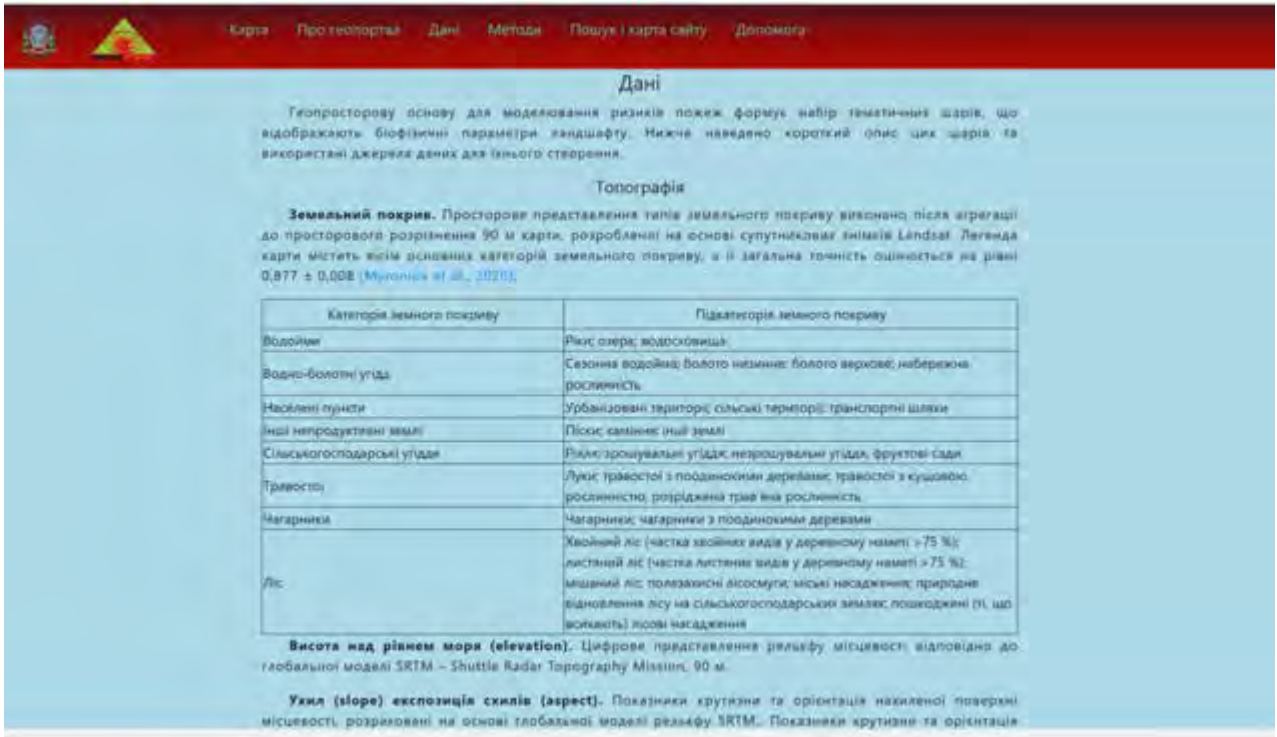 Карта Про геопортал Дані Методи Пошук і карта сайту Допомога
Дані
Геопросторову основу для моделювання ризиків пожеж формує набір тематичних шарів, що
відображають біофізичні параметри ландшафту. Нижче наведено короткий опис цих шарів та
використані джерела даних для їхнього створення.
Топографія
Земельний покрив. Просторове представлення типів земельного покриву виконано після агрегації
до просторового розрізнення 90 м карти, розробленої на основі супутникових знімків Landsat. Легенда
карти містить вісім основних категорій земельного покриву, а її загальна точність оцінюється на рівні
0,877 ± 0,008 et al., 2020).
Категорія земного покриву Підкатегорія земного покриву
Водойми Ріки; озера; водосховища
Водно-болотні угіддя Сезонна водойма; болото низинне; болото верхове; набережна
рослинність
Населені пункти Урбанізовані території; сільські території; транспортні шляхи
Інші непродуктивні землі Піски; каміння; інші землі
Сільськогосподарські угіддя Рілля; зрошувальні угіддя; незрошувальні угіддя, фруктові сади
Травостої Луки; травостої з поодинокими деревами; травостої з кущовою
рослинністю; розріджена трав'яна рослинність
Чагарники Чагарники; чагарники з поодинокими деревами
Ліс Хвойний ліс (частка хвойних видів у деревному наметі >75 %);
листяний ліс (частка листяних видів у деревному наметі >75 %);
мішаний ліс; полезахисні лісосмуги; міські насадження; природне
відновлення лісу на сільськогосподарських землях; пошкоджені (ті, що
всихають) лісові насадження
Висота над рівнем моря (elevation). Цифрове представлення рельєфу місцевості відповідно до
глобальної моделі SRTM – Shuttle Radar Topography Mission, 90 м.
Ухил (slope) експозиція схилів (aspect). Показники крутизни та орієнтація нахиленої поверхні
місцевості, розраховані на основі глобальної моделі рельєфу SRTM. Показники крутизни та орієнтація